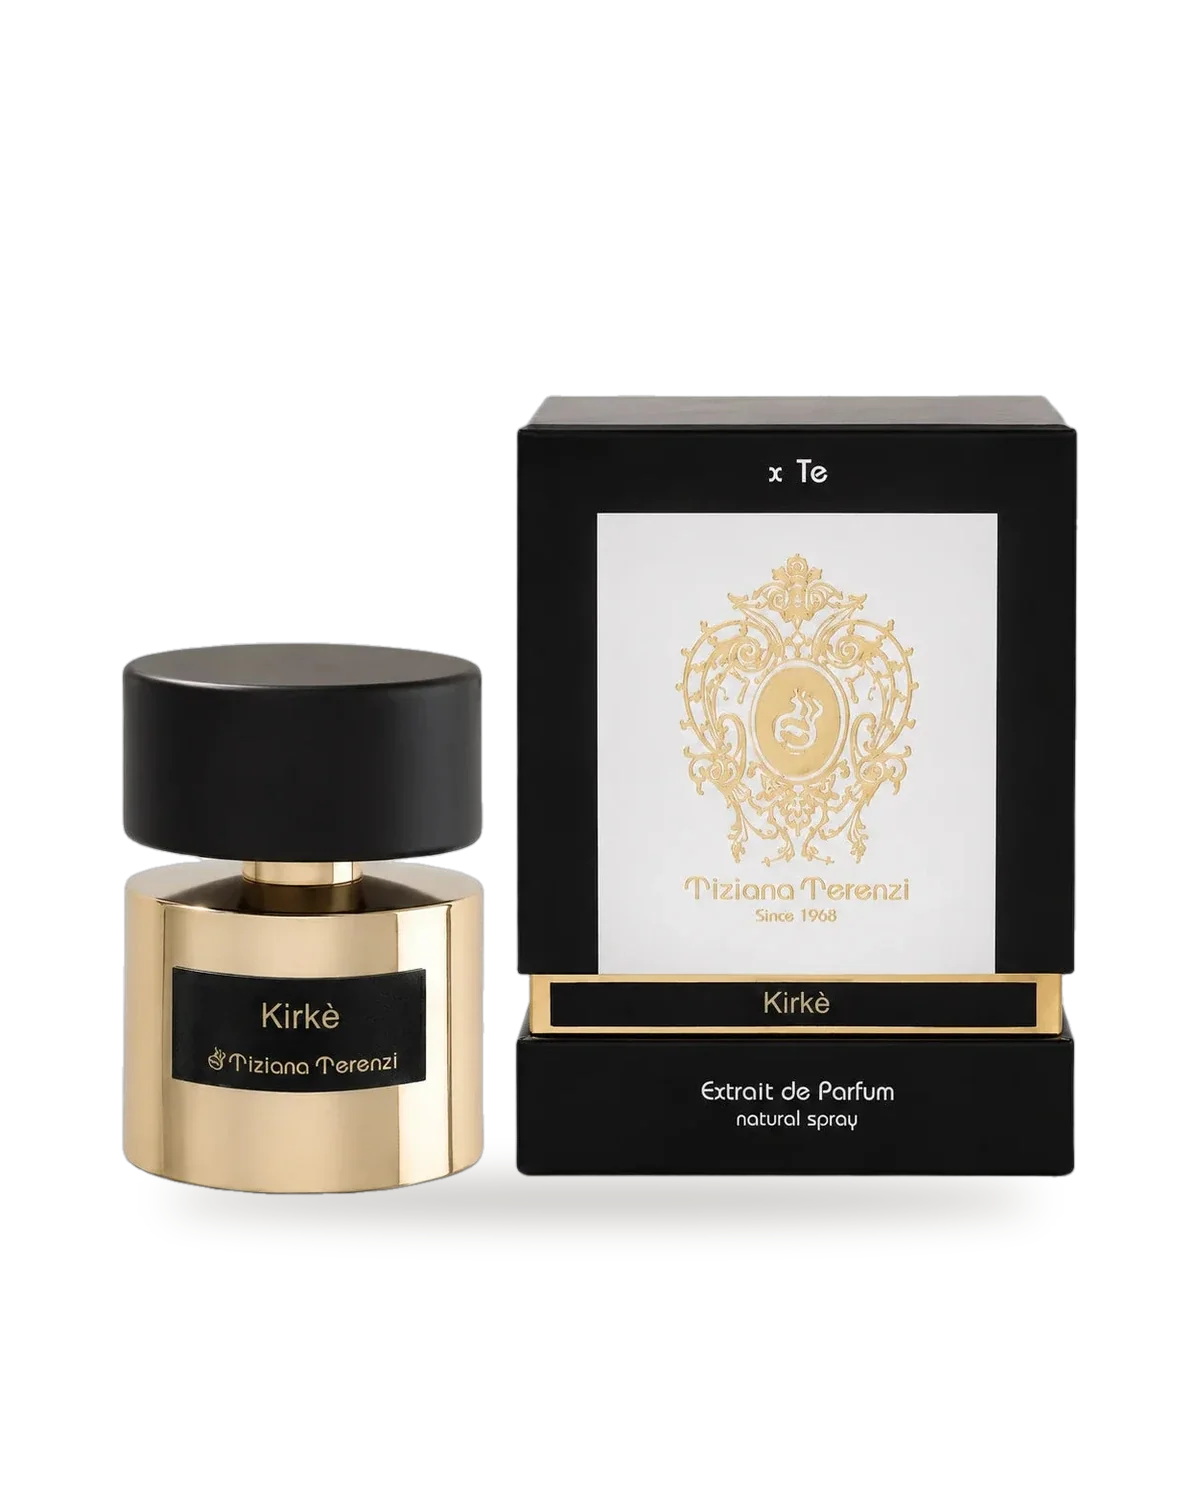 Kirkè
Tiziana Terenzi
x Te
Tiziana Terenzi
Since 1968
Kirkè
Extrait de Parfum
natural spray